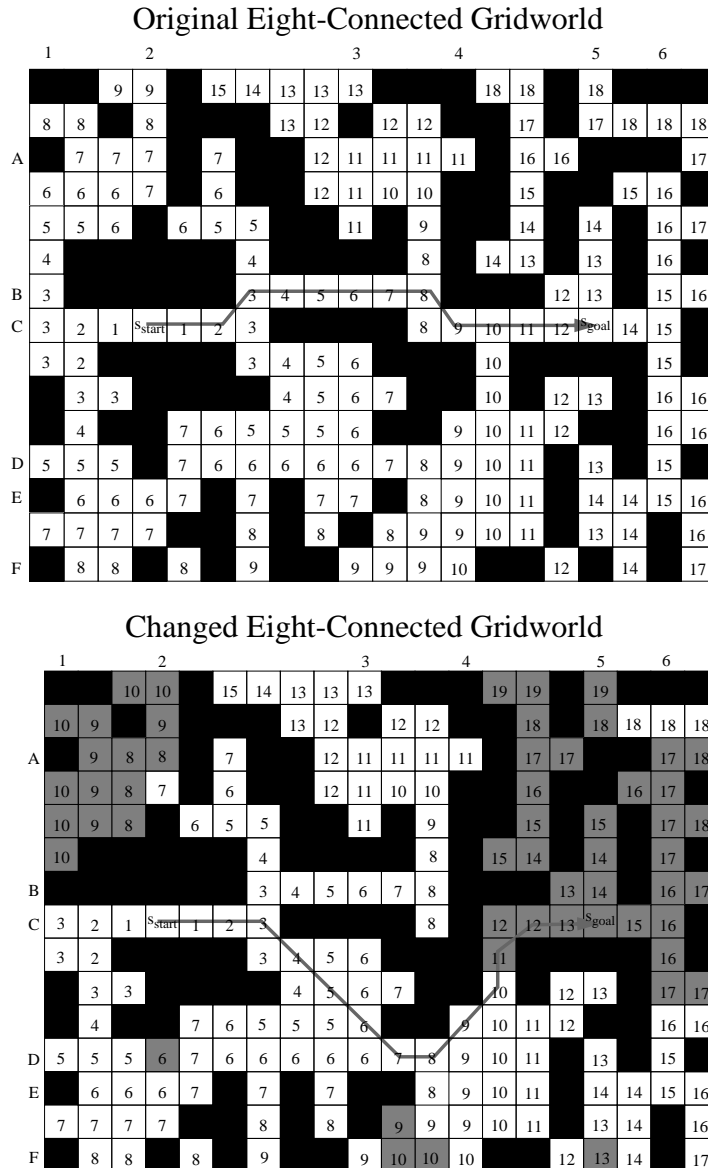 Original Eight-Connected Gridworld
1 2 3 4 5 6
9 9 15 14 13 13 13 18 18 18
8 8 8 13 12 12 12 17 17 18 18 18
A 7 7 7 7 12 11 11 11 11 16 16 17
6 6 6 7 6 12 11 10 10 15 15 16
5 5 6 6 5 5 11 9 14 14 16 17
4 4 8 14 13 13 16
B 3 3 4 5 6 7 8 12 13 15 16
C 3 2 1 Sstart 1 2 3 8 9 10 11 12 Sgoal 14 15
3 2 3 4 5 6 10 15
3 3 4 5 6 7 10 12 13 16 16
4 7 6 5 5 5 6 9 10 11 12 16 16
D 5 5 5 7 6 6 6 6 6 7 8 9 10 11 13 15
E 6 6 6 7 7 7 7 8 9 10 11 14 14 15 16
7 7 7 7 8 8 8 9 9 10 11 13 14 16
F 8 8 8 9 9 9 9 10 12 14 17
Changed Eight-Connected Gridworld
1 2 3 4 5 6
10 10 15 14 13 13 13 19 19 19
10 9 9 13 12 12 12 18 18 18 18 18
A 9 8 8 7 12 11 11 11 11 17 17 17 18
10 9 8 7 6 12 11 10 10 16 16 17
10 9 8 6 5 5 11 9 15 15 17 18
10 4 8 15 14 14 17
B 3 4 5 6 7 8 13 14 16 17
C 3 2 1 Sstart 1 2 3 8 12 12 13 Sgoal 15 16
3 2 3 4 5 6 11 16
3 3 4 5 6 7 10 12 13 17 17
4 7 6 5 5 5 6 9 10 11 12 16 16
D 5 5 5 6 7 6 6 6 6 6 7 8 9 10 11 13 15
E 6 6 6 7 7 7 8 9 10 11 14 14 15 16
7 7 7 7 8 8 9 9 9 10 11 13 14 16
F 8 8 8 9 9 10 10 10 12 13 14 17